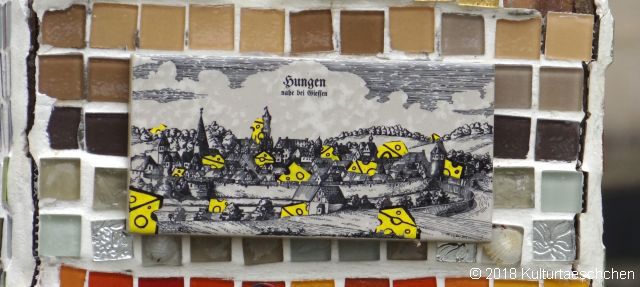 Hungen
nahe bei Giessen
© 2018 Kulturtaeschchen